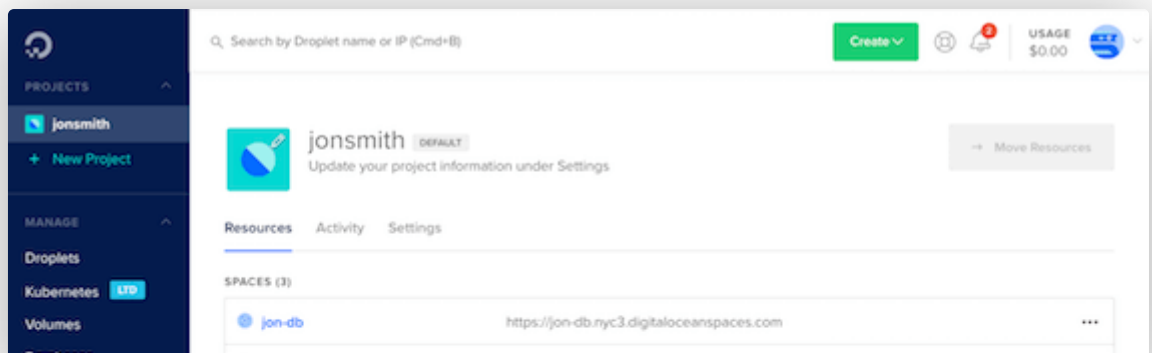 Search by Droplet name or IP (Cmd+B)
Create
2
USAGE
$0.00
PROJECTS
jonsmith
+ New Project
MANAGE
Droplets
Kubernetes LTD
Volumes
jonsmith DEFAULT
Update your project information under Settings
→ Move Resources
Resources Activity Settings
SPACES (3)
jon-db https://jon-db.nyc3.digitaloceanspaces.com ...